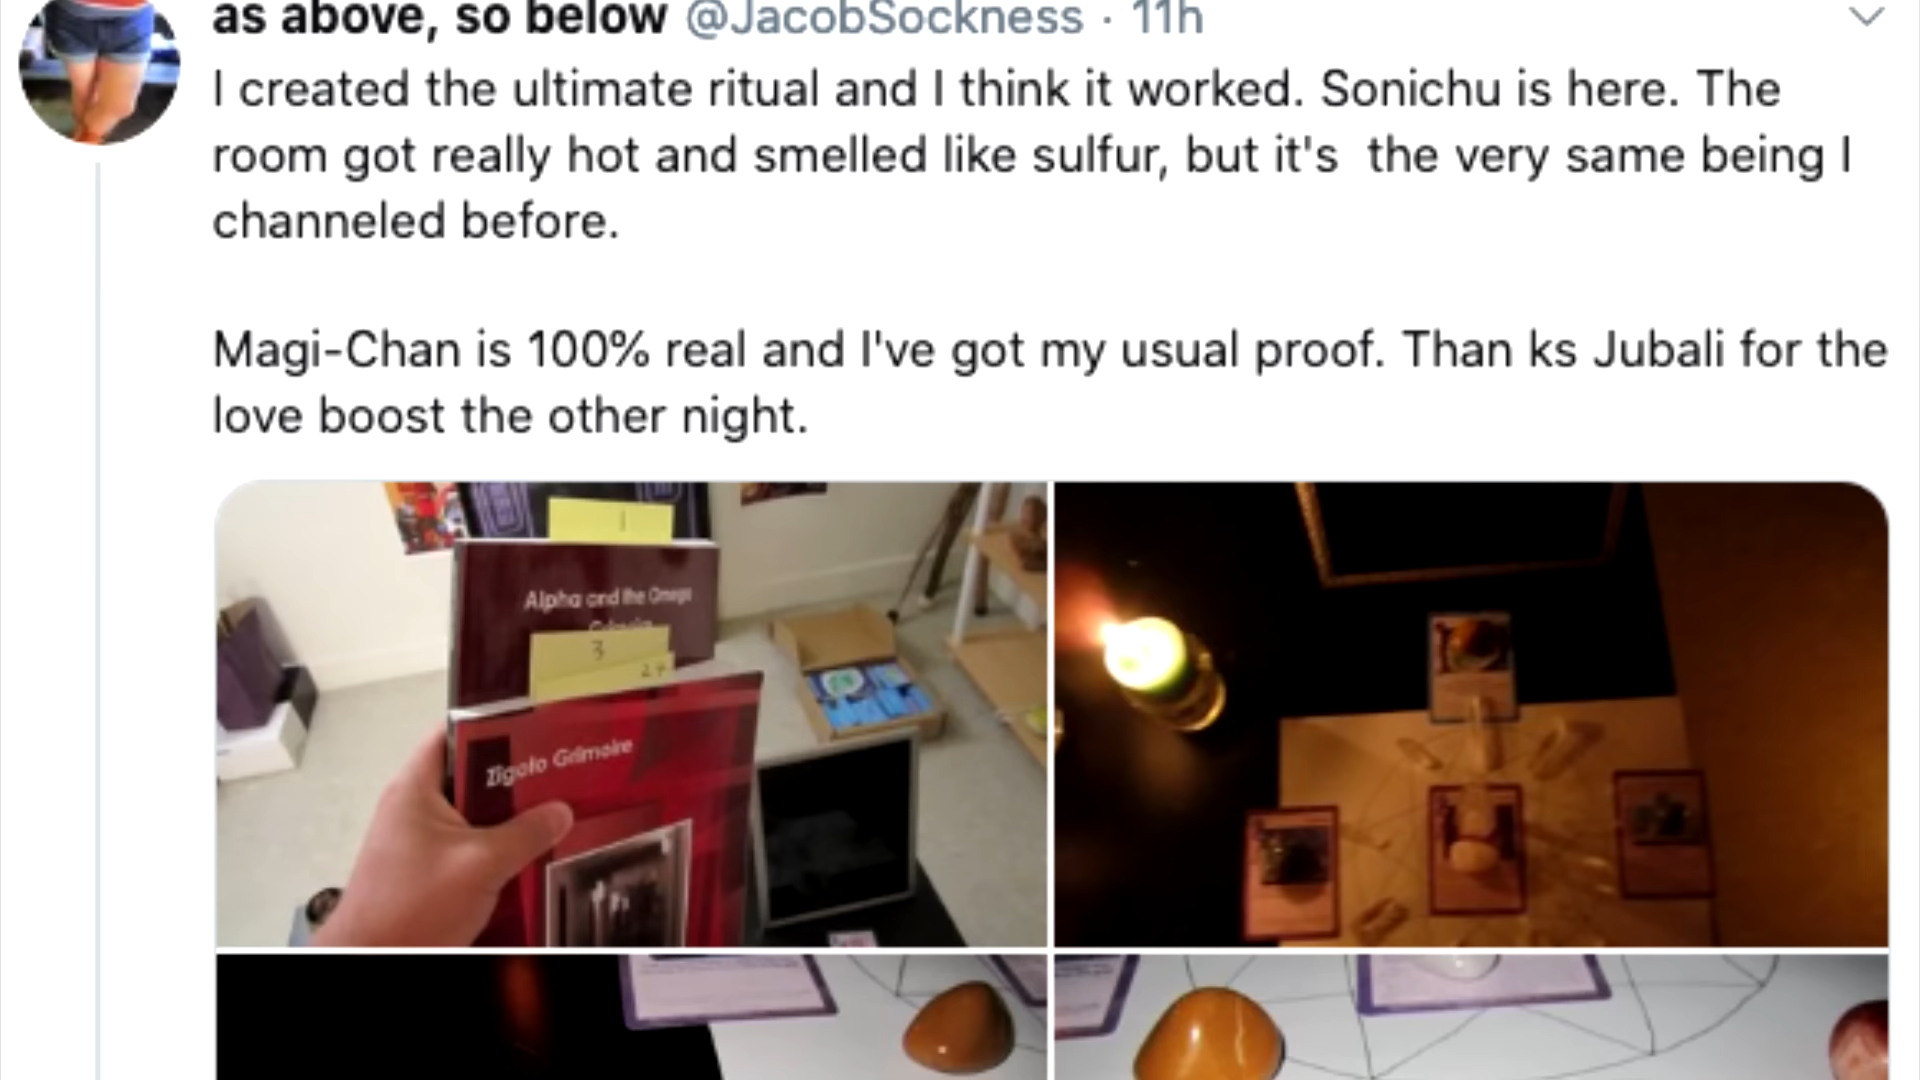 as above, so below @JacobSockness · 11h
I created the ultimate ritual and I think it worked. Sonichu is here. The
room got really hot and smelled like sulfur, but it's  the very same being I
channeled before.
Magi-Chan is 100% real and I've got my usual proof. Than ks Jubali for the
love boost the other night.
Alpha and the Omega
Grimoire
3
24
Zigoto Grimoire